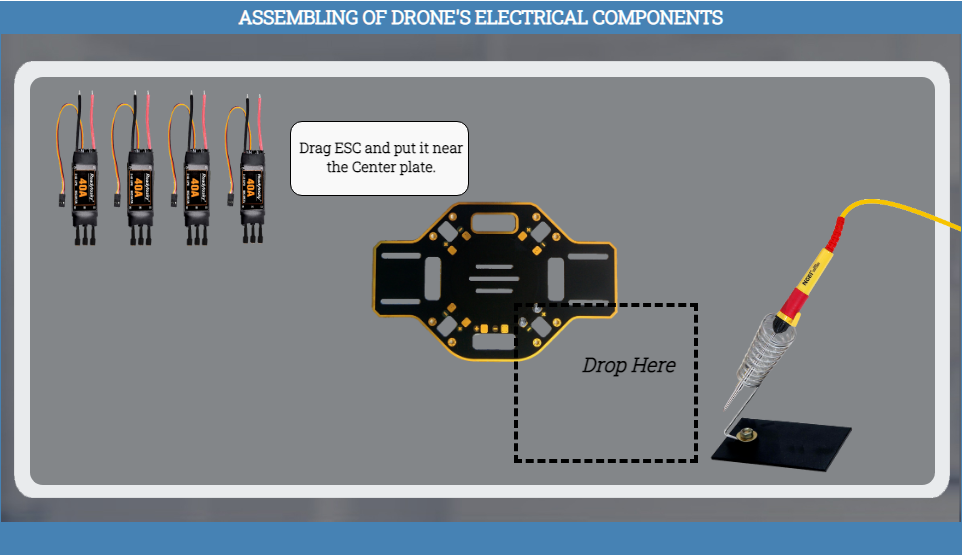 ASSEMBLING OF DRONE'S ELECTRICAL COMPONENTS
40A
40A
40A
40A
Drag ESC and put it near
the Center plate.
Drop Here